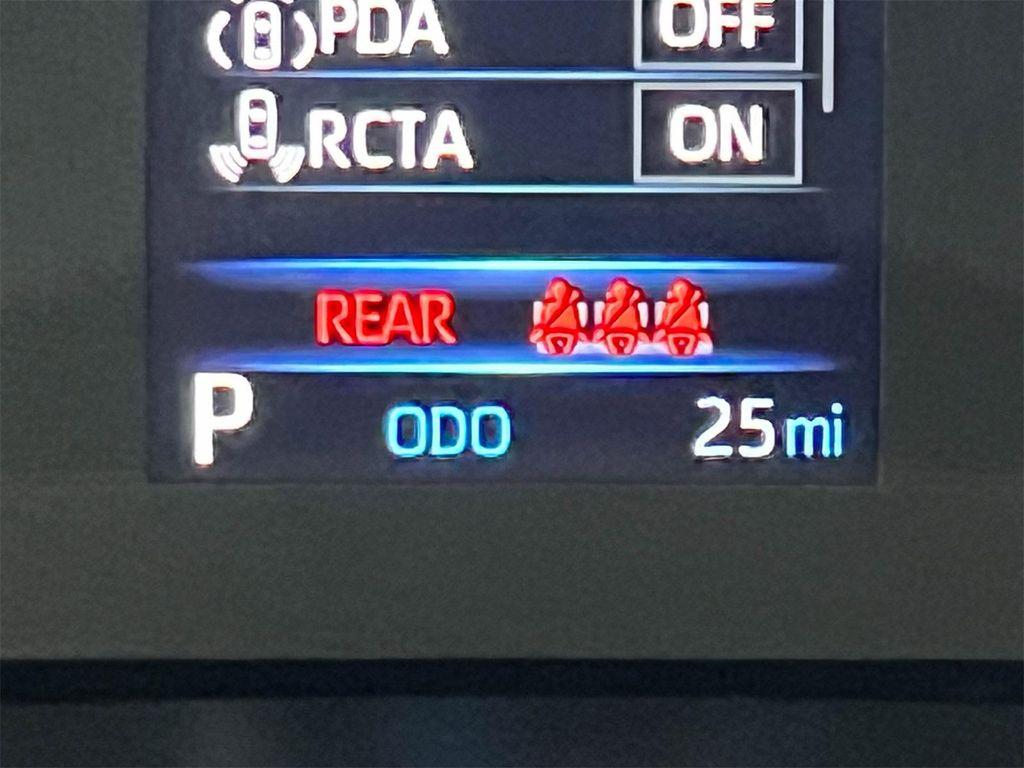 PDA OFF
RCTA ON
REAR
P ODO 25 mi